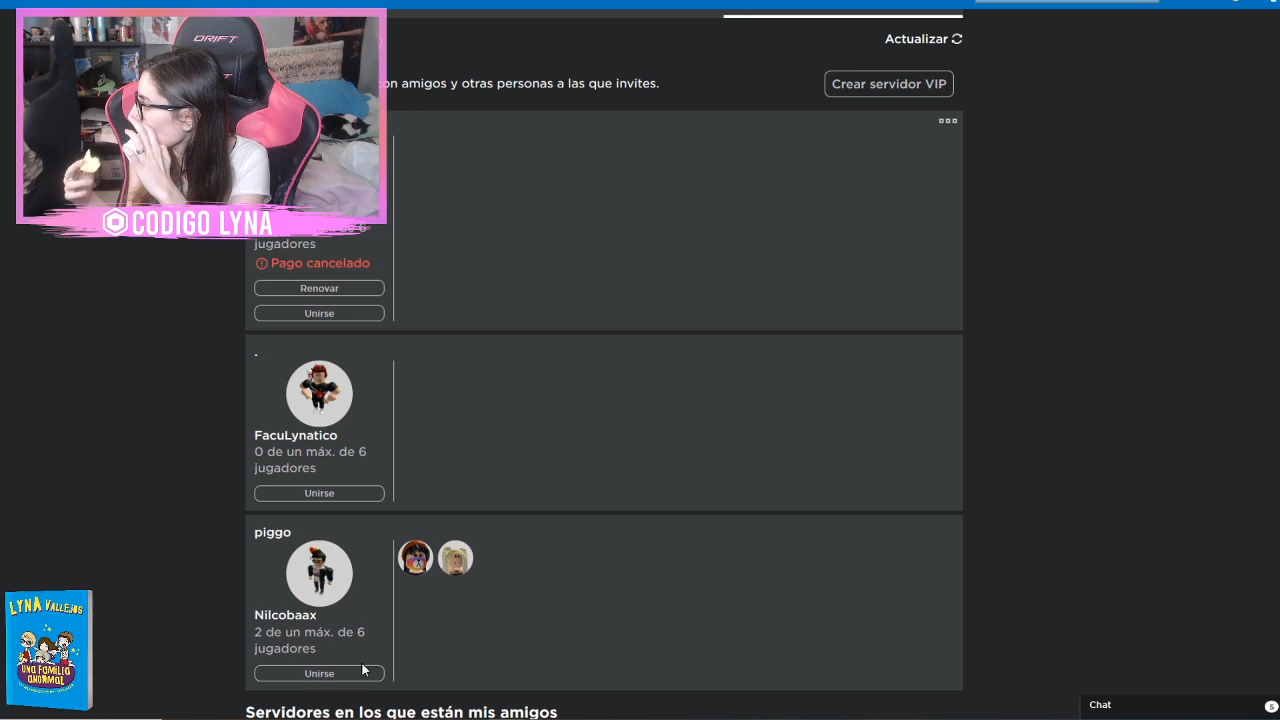 Actualizar
on amigos y otras personas a las que invites.
Crear servidor VIP
DRIFT
CODIGO LYNA
jugadores
Pago cancelado
Renovar
Unirse
.
FacuLynatico
0 de un máx. de 6
jugadores
Unirse
piggo
Nilcobaax
2 de un máx. de 6
jugadores
Unirse
LYNA VALLEJOS
UNA FAMILIA
ANORMAL
Servidores en los que están mis amigos
Chat
5